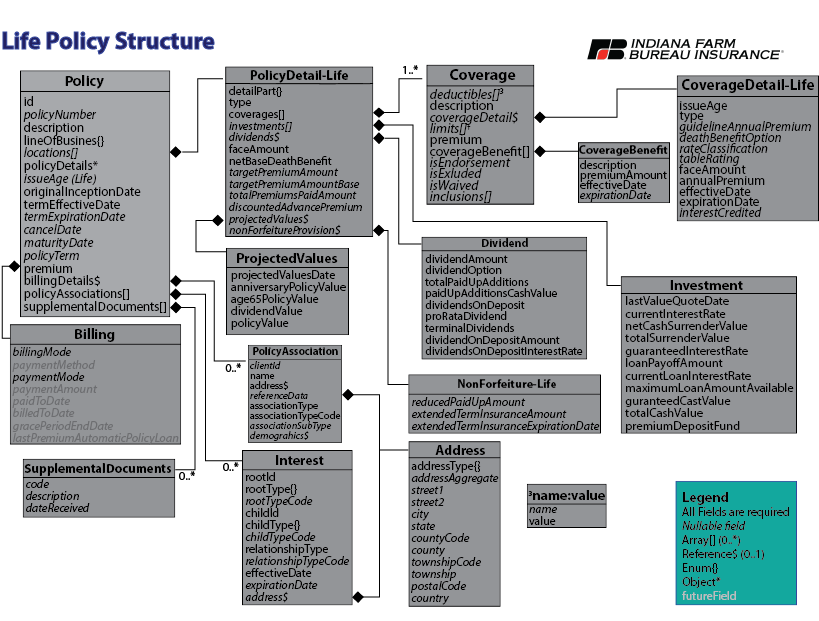 Life Policy Structure
INDIANA FARM
BUREAU INSURANCE®
Policy
id
policyNumber
description
lineOfBusines{}
locations[]
policyDetails*
issueAge (Life)
originalInceptionDate
termEffectiveDate
termExpirationDate
cancelDate
maturityDate
policyTerm
premium
billingDetails$
policyAssociations[]
supplementalDocuments[]
PolicyDetail-Life
detailPart{}
type
coverages[]
investments[]
dividends$
faceAmount
netBaseDeathBenefit
targetPremiumAmount
targetPremiumAmountBase
totalPremiumsPaidAmount
discountedAdvancePremium
projectedValues$
nonForfeitureProvision$
1..*
Coverage
deductibles[]³
description
coverageDetail$
limits[]
premium
coverageBenefit[]
isEndorsement
isExluded
isWaived
inclusions[]
CoverageBenefit
description
premiumAmount
effectiveDate
expirationDate
CoverageDetail-Life
issueAge
type
guidelineAnnualPremium
deathBenefitOption
rateClassification
tableRating
faceAmount
annualPremium
effectiveDate
expirationDate
interestCredited
ProjectedValues
projectedValuesDate
anniversaryPolicyValue
age65PolicyValue
dividendValue
policyValue
Dividend
dividendAmount
dividendOption
totalPaidUpAdditions
paidUpAdditionsCashValue
dividendsOnDeposit
proRataDividend
terminalDividends
dividendOnDepositAmount
dividendsOnDepositInterestRate
Investment
lastValueQuoteDate
currentInterestRate
netCashSurrenderValue
totalSurrenderValue
guaranteedInterestRate
loanPayoffAmount
currentLoanInterestRate
maximumLoanAmountAvailable
guranteedCastValue
totalCashValue
premiumDepositFund
Billing
billingMode
paymentMethod
paymentMode
paymentAmount
paidToDate
billedToDate
gracePeriodEndDate
lastPremiumAutomaticPolicyLoan
0..*
PolicyAssociation
clientid
name
address$
referenceData
associationType
associationTypeCode
associationSubType
demograhics$
NonForfeiture-Life
reducedPaidUpAmount
extendedTermInsuranceAmount
extendedTermInsuranceExpirationDate
SupplementalDocuments
code
description
dateReceived
0..*
0..*
Interest
rootId
rootType{}
rootTypeCode
childId
childType{}
childTypeCode
relationshipType
relationshipTypeCode
effectiveDate
expirationDate
address$
Address
addressType{}
addressAggregate
street1
street2
city
state
countyCode
county
townshipCode
township
postalCode
country
³name:value
name
value
Legend
All Fields are required
Nullable field
Array[] (0..*)
Reference$ (0..1)
Enum{}
Object*
futureField